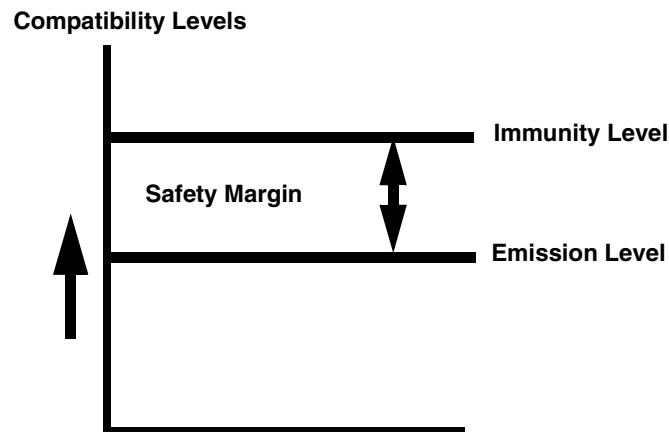 Compatibility Levels
Immunity Level
Safety Margin
Emission Level